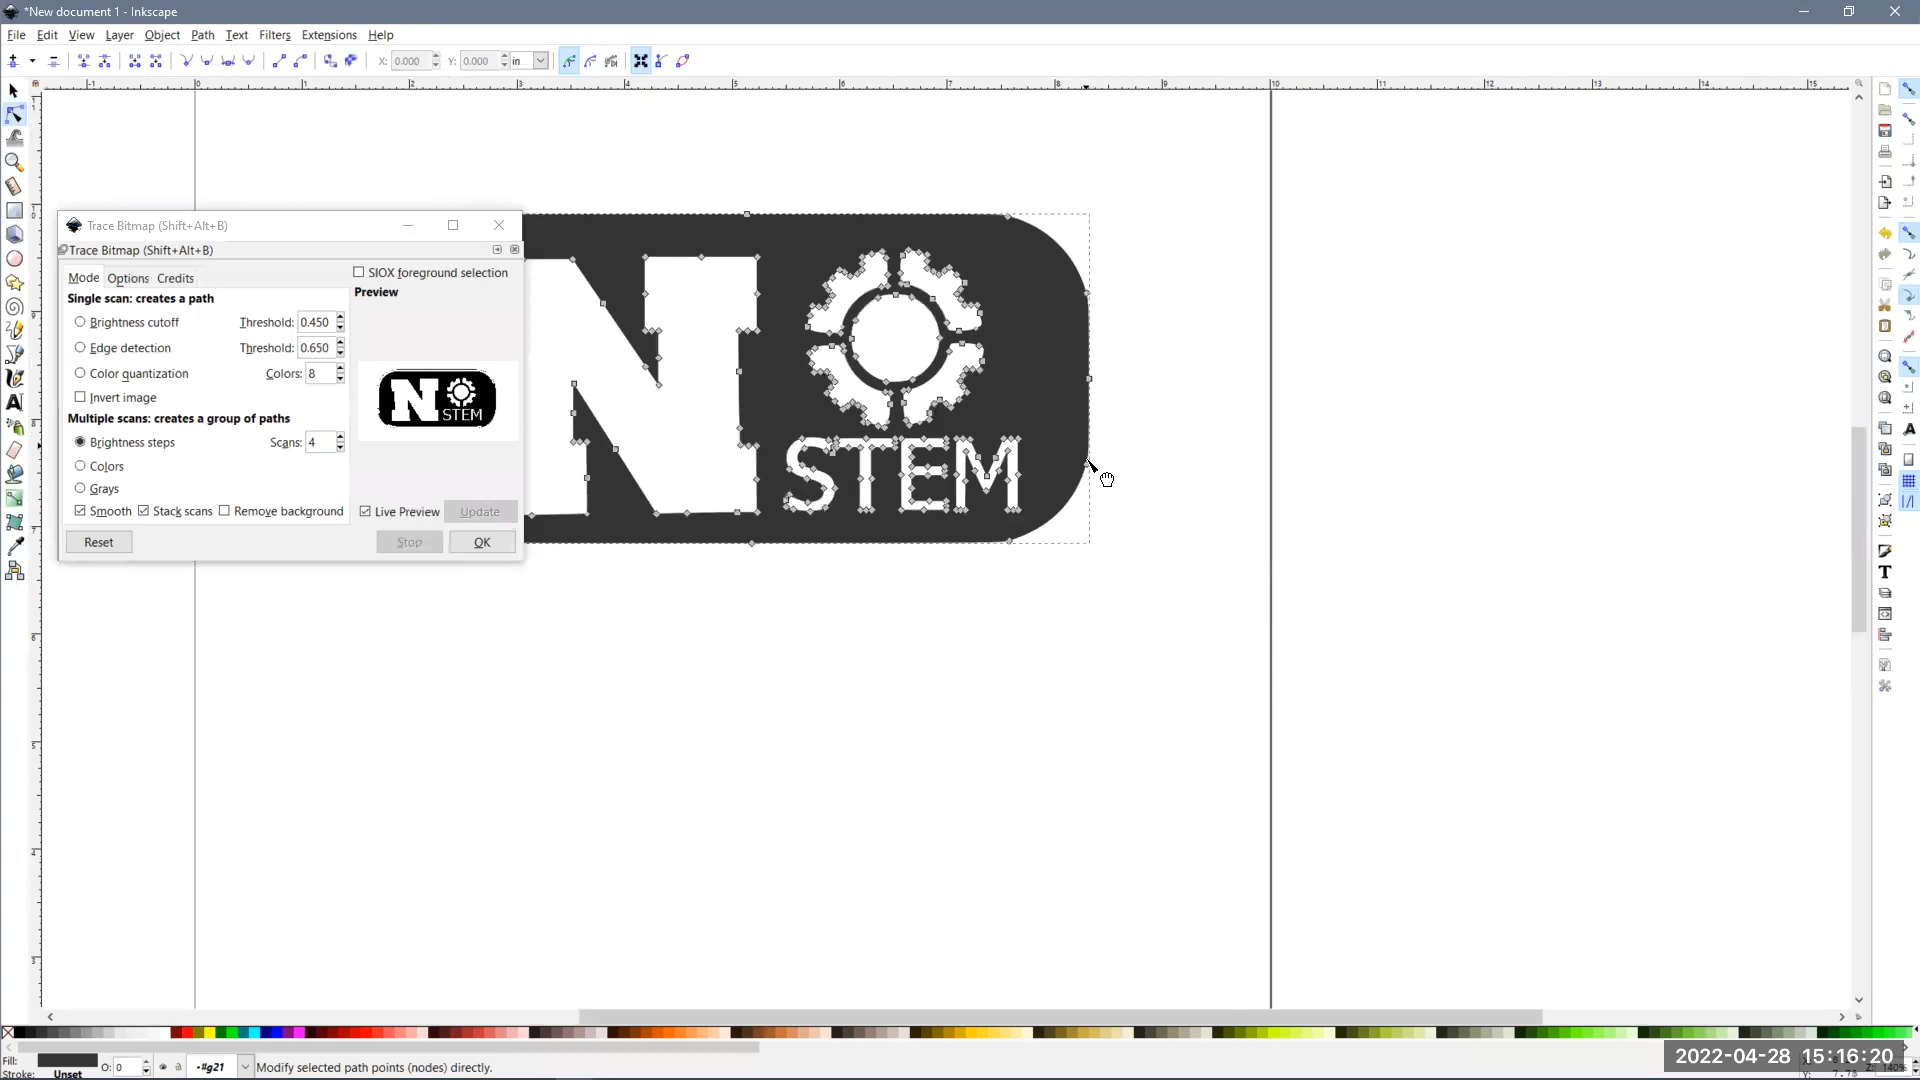 *New document 1 - Inkscape
File Edit View Layer Object Path Text Filters Extensions Help
X: 0.000 Y: 0.000 in
Trace Bitmap (Shift+Alt+B)
Trace Bitmap (Shift+Alt+B)
Mode Options Credits
SIOX foreground selection
Single scan: creates a path
Preview
Brightness cutoff Threshold: 0.450
Edge detection Threshold: 0.650
Color quantization Colors: 8
Invert image
Multiple scans: creates a group of paths
Brightness steps Scans: 4
Colors
Grays
Smooth Stack scans Remove background
Live Preview Update
Reset Stop OK
N STEM
N
STEM
Fill:
Stroke: Unset
O: 0
•#g21
Modify selected path points (nodes) directly.
2022-04-28 15:16:20